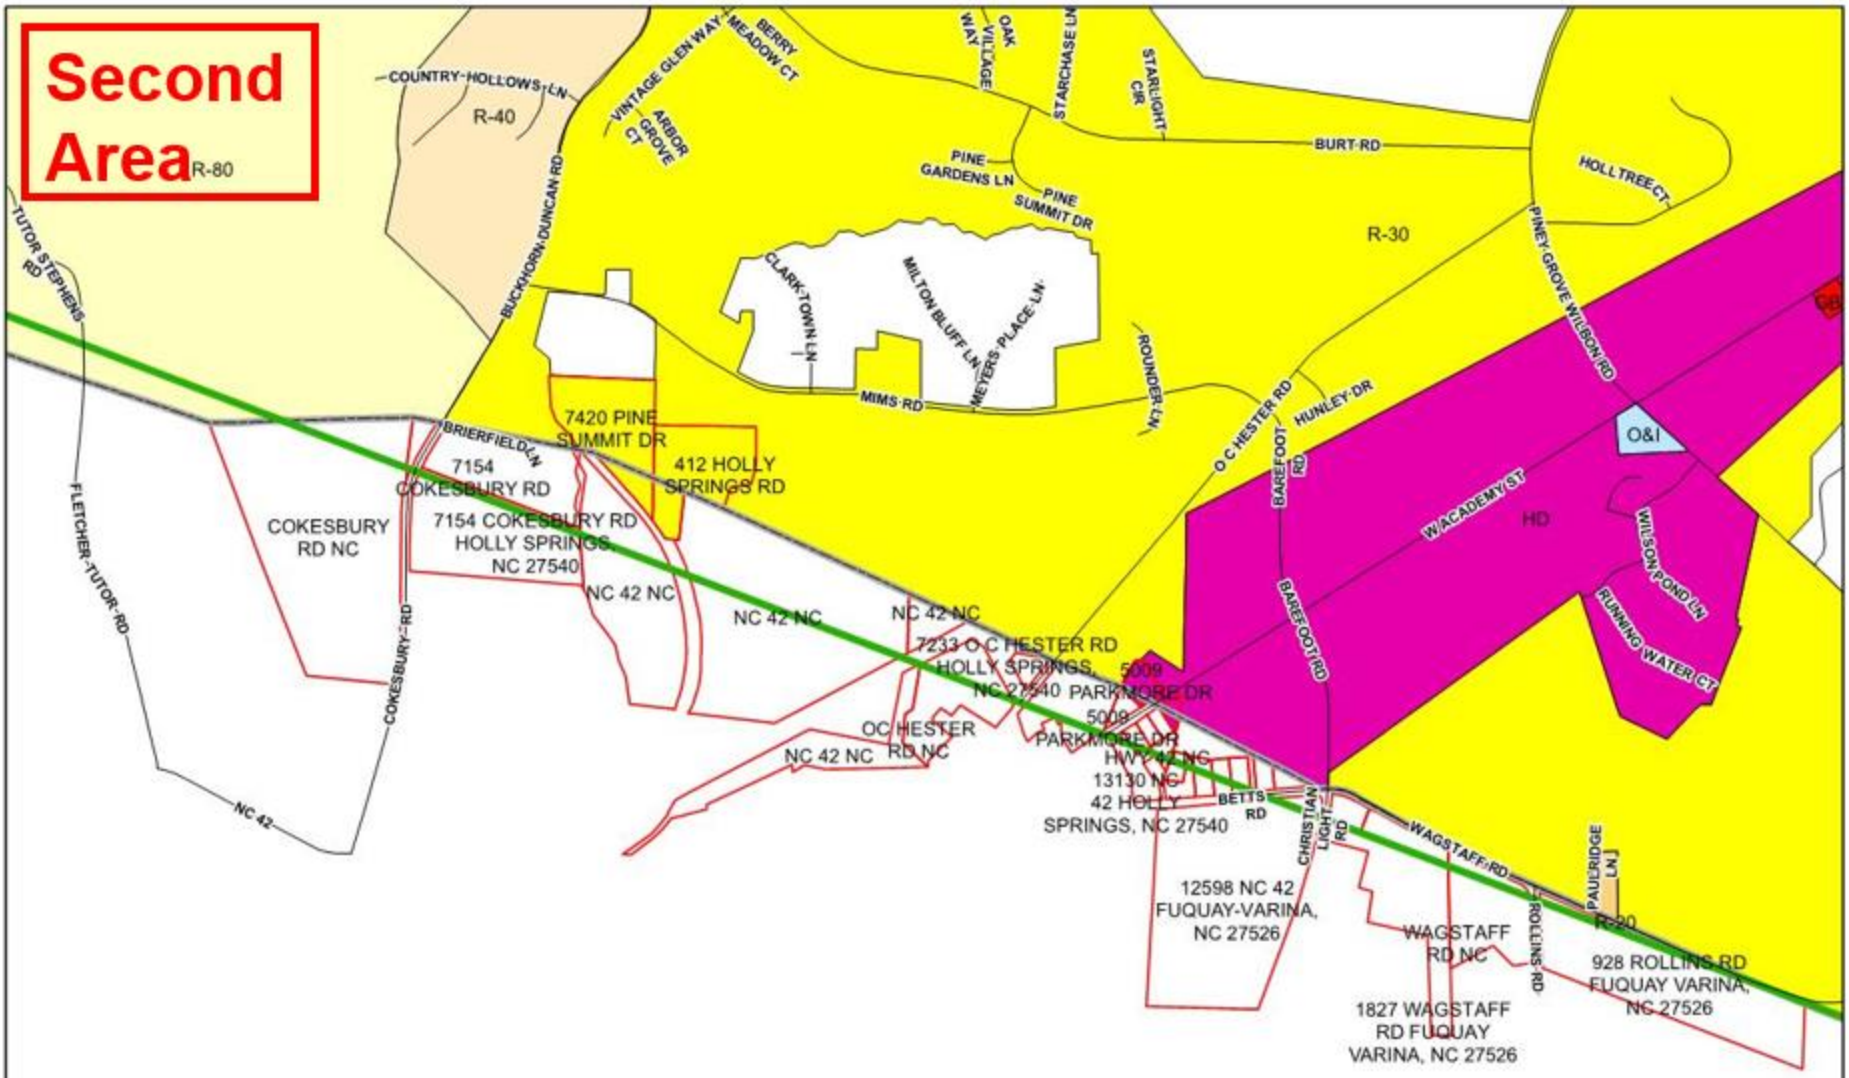 Second
Area
R-80
COUNTRY-HOLLOWS-LN
R-40
VINTAGE GLEN WAY
BERRY
MEADOW CT
ARBOR
GROVE
CT
OAK
VILLAGE
WAY
STARCHASE LN
STARLIGHT
CIR
BURT RD
PINE
GARDENS LN
PINE
SUMMIT DR
HOLLTREE CT
R-30
PINEY GROVE WILBON RD
BUCKHORN-DUNCAN RD
TUTOR STEPHENS
RD
CLARK-TOWN LN
MILTON BLUFF LN
MEYERS-PLACE-LN
ROUNDER LN
MIMS RD
O C HESTER RD
HUNLEY DR
BAREFOOT
RD
GB
O&I
W ACADEMY ST
HD
WILSON POND LN
RUNNING WATER CT
BAREFOOT RD
7420 PINE
SUMMIT DR
BRIERFIELD LN
412 HOLLY
SPRINGS RD
7154
COKESBURY RD
7154 COKESBURY RD
HOLLY SPRINGS,
NC 27540
COKESBURY
RD NC
FLETCHER-TUTOR-RD
COKESBURY-RD
NC 42
NC 42 NC
NC 42 NC
NC 42 NC
7233 O C HESTER RD
HOLLY SPRINGS,
NC 27540
5009
PARKMORE DR
5009
PARKMORE DR
OC HESTER
RD NC
NC 42 NC
HWY 42 NC
13130 NC
42 HOLLY
SPRINGS, NC 27540
BETTS
RD
CHRISTIAN
LIGHT
RD
WAGSTAFF RD
PAULRIDGE
LN
R-20
12598 NC 42
FUQUAY-VARINA,
NC 27526
WAGSTAFF
RD NC
ROLLINS RD
928 ROLLINS RD
FUQUAY VARINA,
NC 27526
1827 WAGSTAFF
RD FUQUAY
VARINA, NC 27526